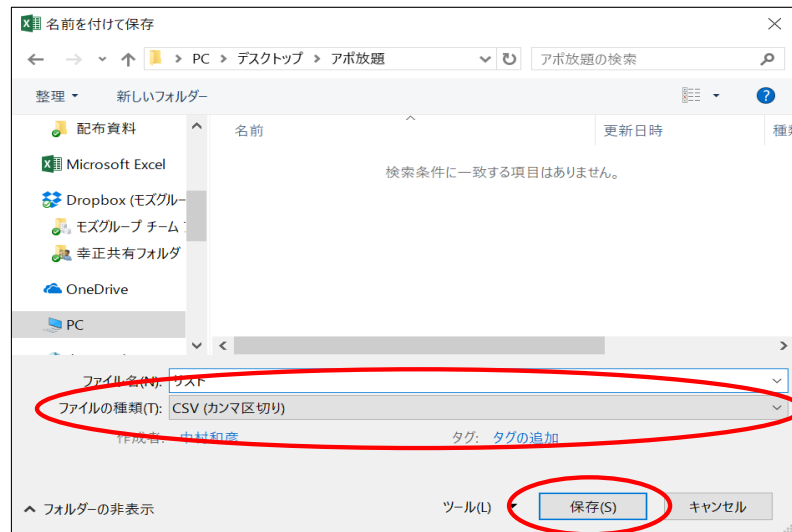 名前を付けて保存
PC > デスクトップ > アポ放題
アポ放題の検索
整理
新しいフォルダー
配布資料
Microsoft Excel
Dropbox (モズグルー
モズグループ チーム
幸正共有フォルダ
OneDrive
PC
名前
更新日時
種
検索条件に一致する項目はありません。
ファイル名(N): リスト
ファイルの種類(T): CSV (カンマ区切り)
作成者: 中村和彦
タグ: タグの追加
フォルダーの非表示
ツール(L)
保存(S)
キャンセル